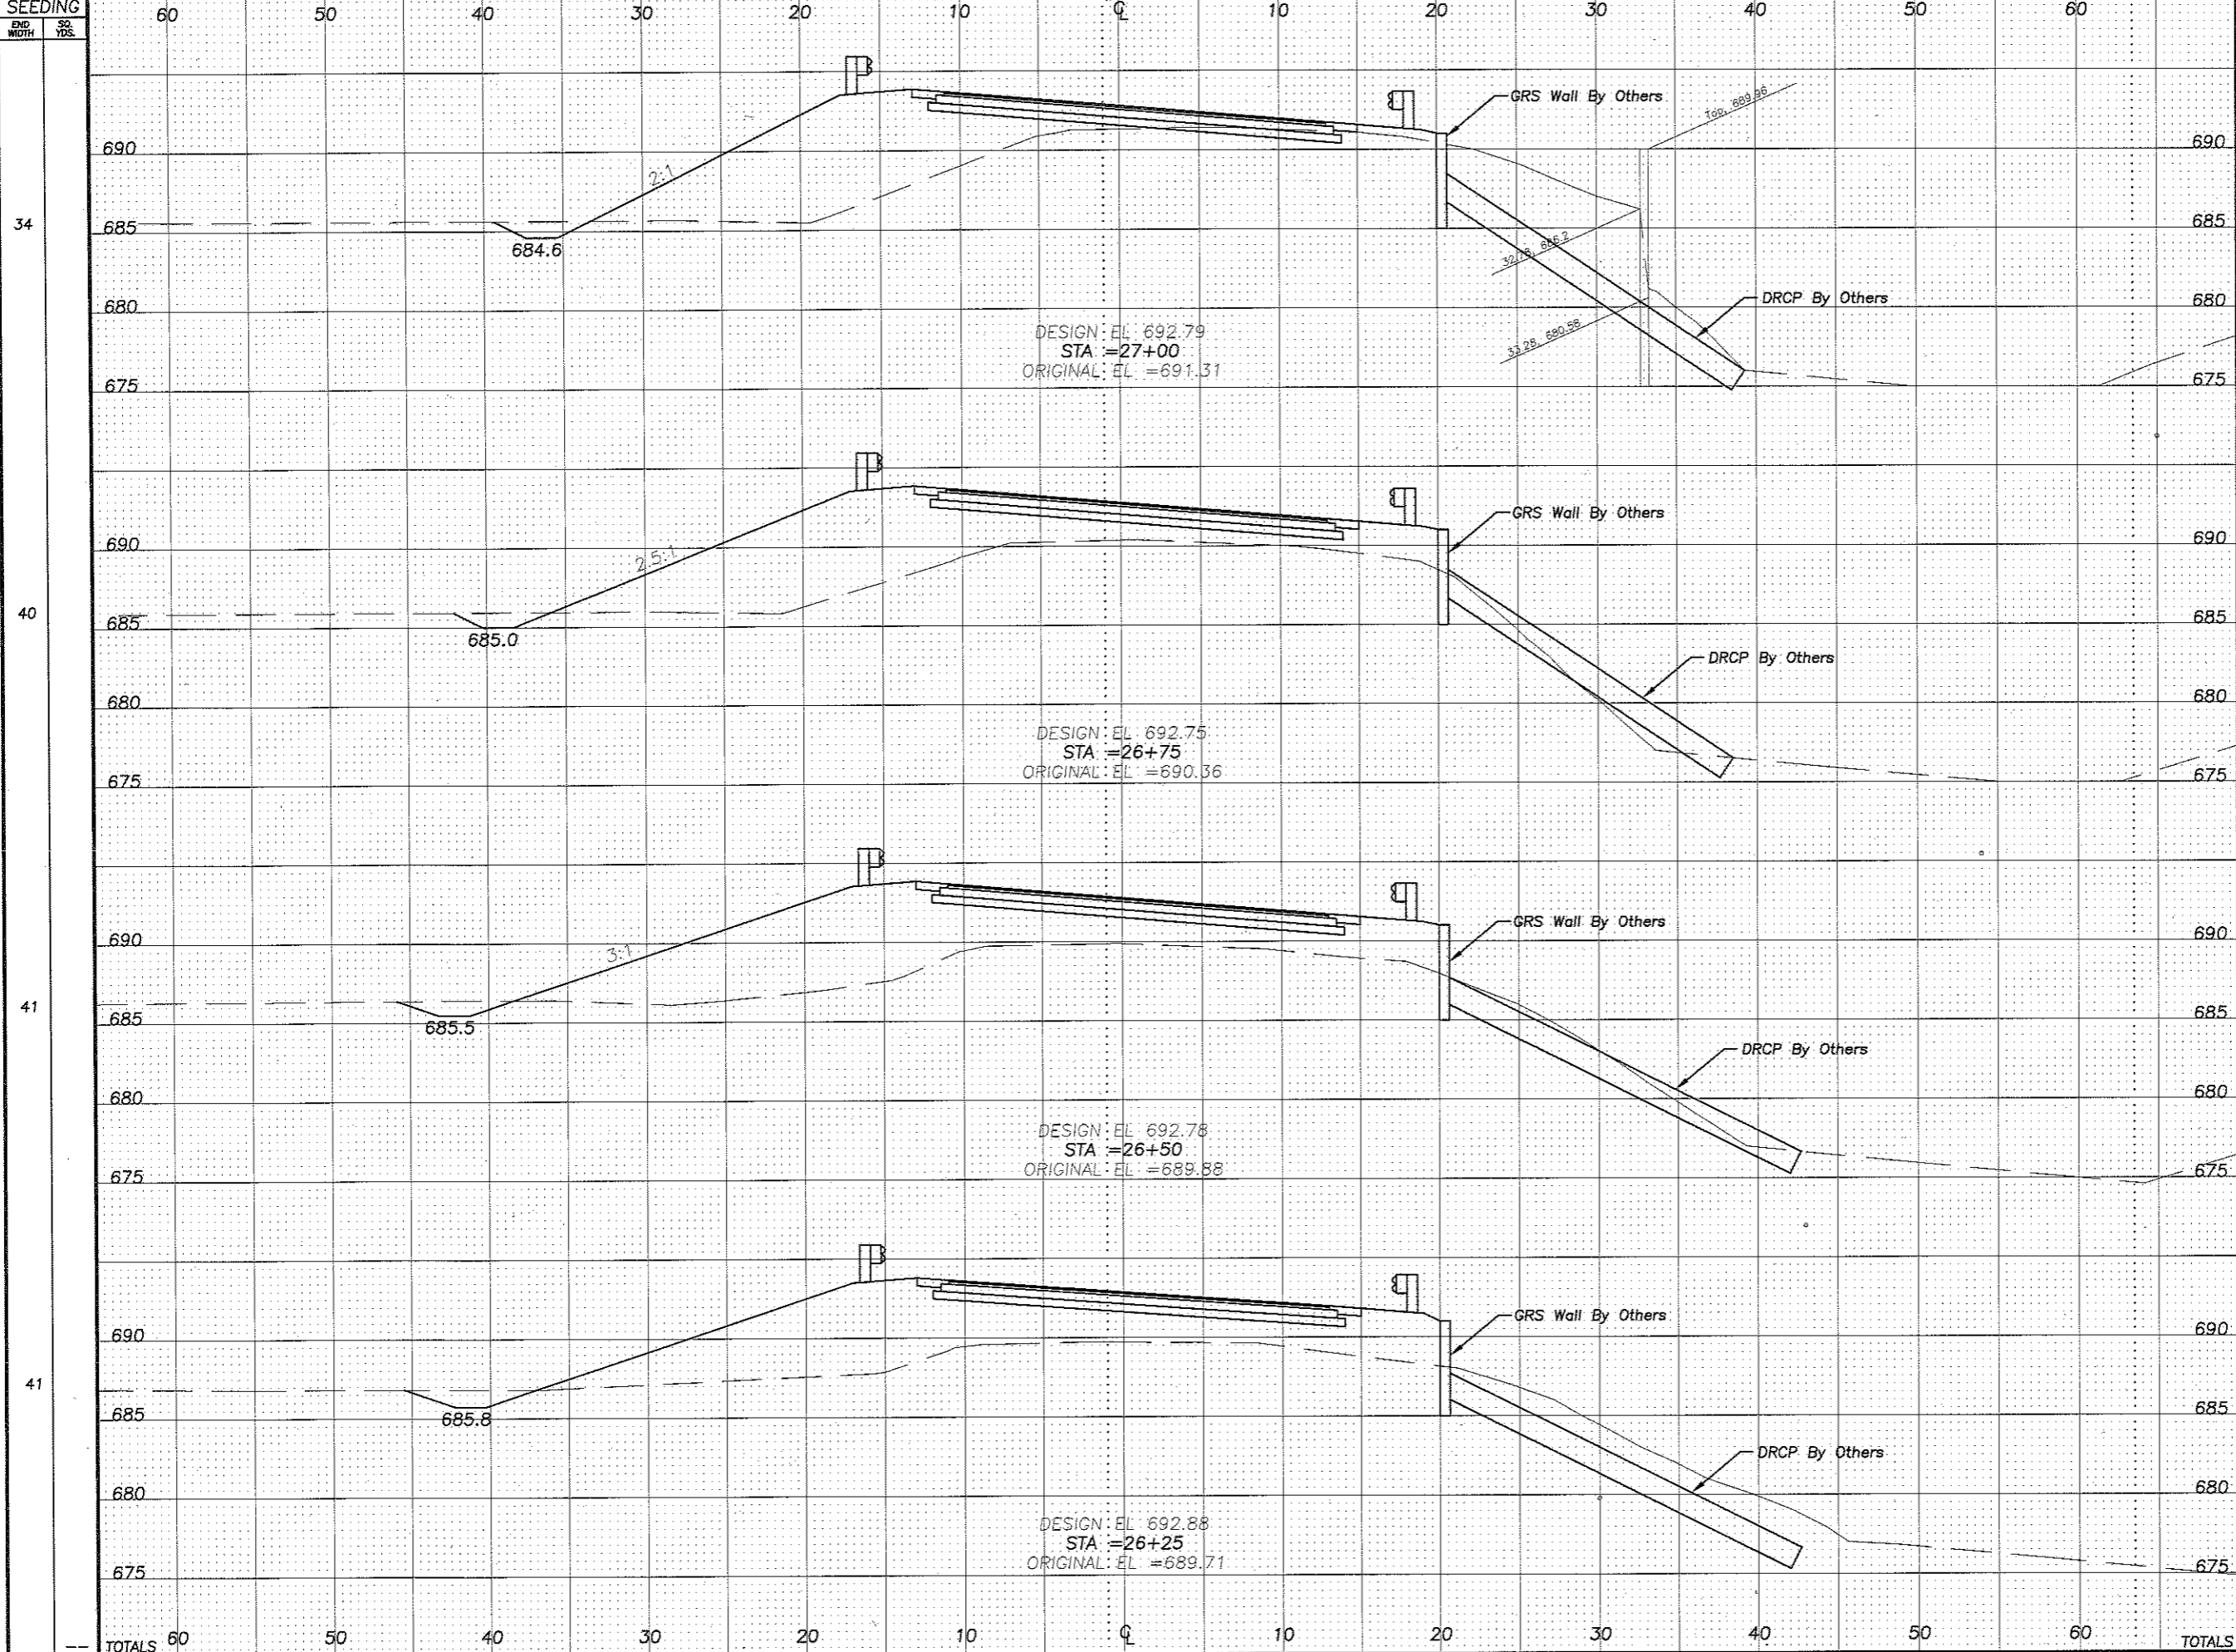 SEEDING
END WIDTH SQ. YDS.
60 50 40 30 20 10 ℄ 10 20 30 40 50 60
GRS Wall By Others
Top, 689.96
690 690
2:1
34
685 685
684.6
32.78, 686.2
680 680
DRCP By Others
33.28, 680.58
DESIGN EL 692.79
STA =27+00
ORIGINAL EL =691.31
675 675
GRS Wall By Others
690 690
2.5:1
40
685 685
685.0
DRCP By Others
680 680
DESIGN EL 692.75
STA =26+75
ORIGINAL EL =690.36
675 675
GRS Wall By Others
690 690
3:1
41
685 685
685.5
DRCP By Others
680 680
DESIGN EL 692.78
STA =26+50
ORIGINAL EL =689.88
675 675
GRS Wall By Others
690 690
41
685 685
685.8
DRCP By Others
680 680
DESIGN EL 692.88
STA =26+25
ORIGINAL EL =689.71
675 675
-- TOTALS 60 50 40 30 20 10 ℄ 10 20 30 40 50 60 TOTALS